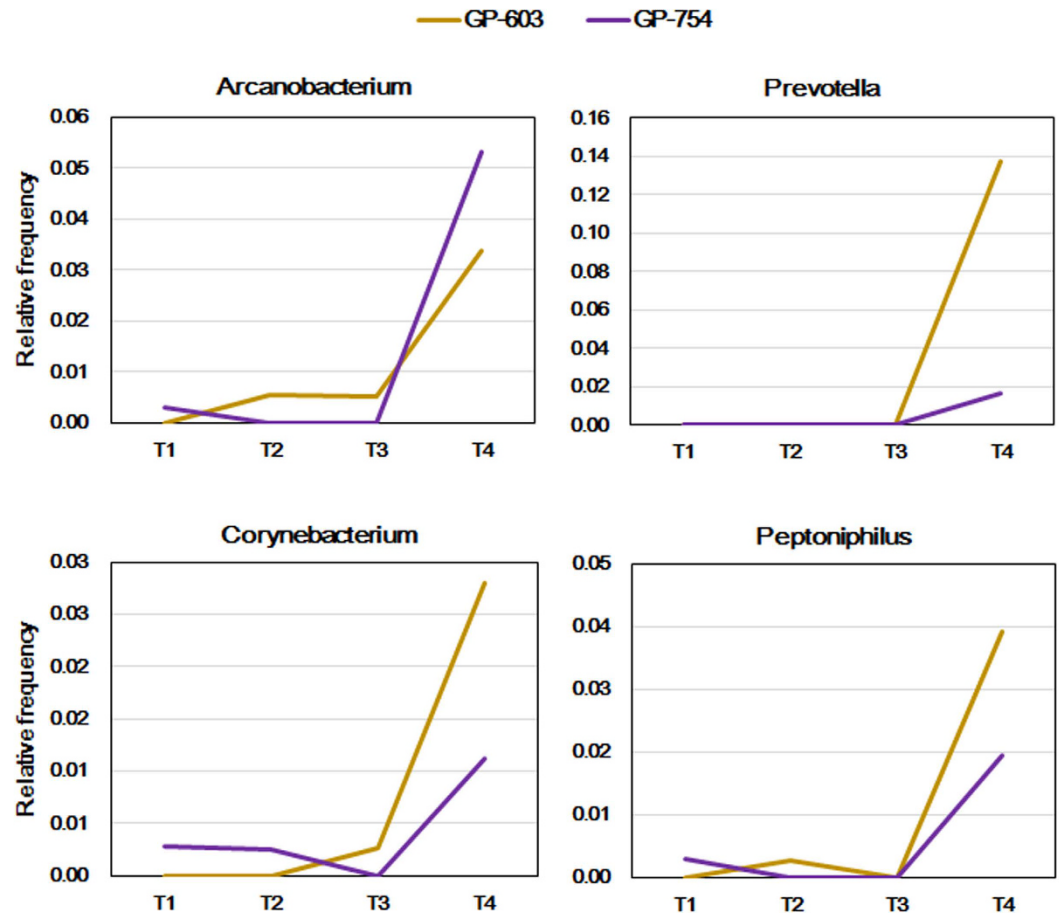 GP-603 GP-754
Arcanobacterium
Relative frequency
0.06
0.05
0.04
0.03
0.02
0.01
0.00
T1 T2 T3 T4
Prevotella
0.16
0.14
0.12
0.10
0.08
0.06
0.04
0.02
0.00
T1 T2 T3 T4
Corynebacterium
Relative frequency
0.03
0.03
0.02
0.02
0.01
0.01
0.00
T1 T2 T3 T4
Peptoniphilus
0.05
0.04
0.03
0.02
0.01
0.00
T1 T2 T3 T4